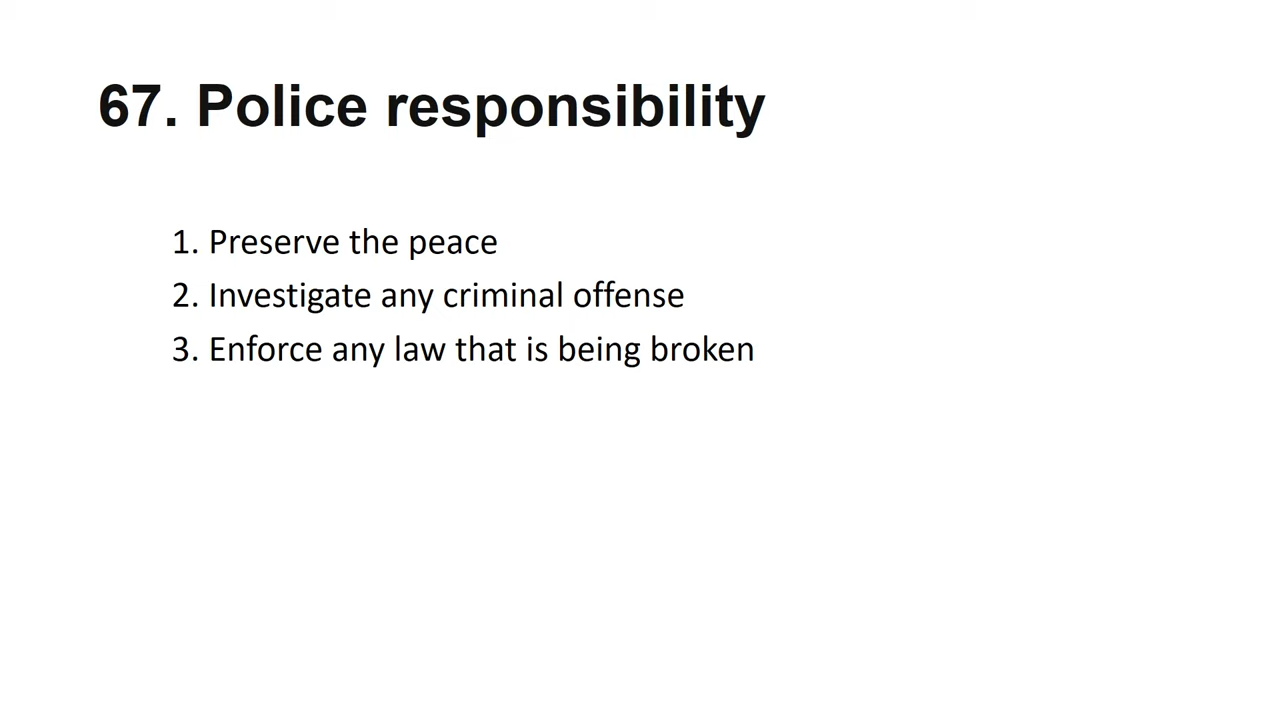 67. Police responsibility
1. Preserve the peace
2. Investigate any criminal offense
3. Enforce any law that is being broken